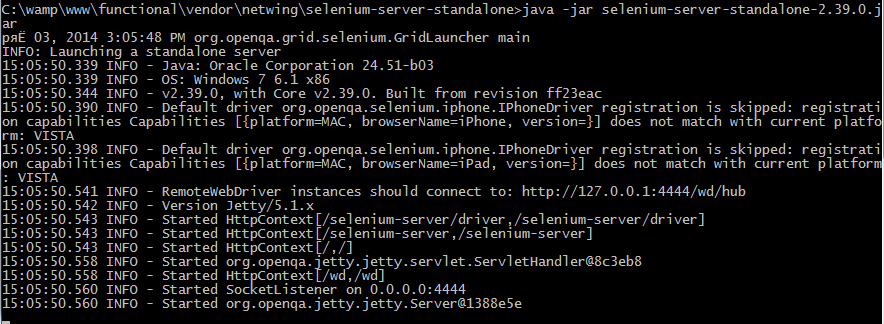 C:\wamp\www\functional\vendor\netwing\selenium-server-standalone>java -jar selenium-server-standalone-2.39.0.j
ar
ряЁ 03, 2014 3:05:48 PM org.openqa.grid.selenium.GridLauncher main
INFO: Launching a standalone server
15:05:50.339 INFO - Java: Oracle Corporation 24.51-b03
15:05:50.339 INFO - OS: Windows 7 6.1 x86
15:05:50.344 INFO - v2.39.0, with Core v2.39.0. Built from revision ff23eac
15:05:50.390 INFO - Default driver org.openqa.selenium.iphone.IPhoneDriver registration is skipped: registrati
on capabilities Capabilities [{platform=MAC, browserName=iPhone, version=}] does not match with current platfo
rm: VISTA
15:05:50.398 INFO - Default driver org.openqa.selenium.iphone.IPhoneDriver registration is skipped: registrati
on capabilities Capabilities [{platform=MAC, browserName=iPad, version=}] does not match with current platform
: VISTA
15:05:50.541 INFO - RemoteWebDriver instances should connect to: http://127.0.0.1:4444/wd/hub
15:05:50.542 INFO - Version Jetty/5.1.x
15:05:50.543 INFO - Started HttpContext[/selenium-server/driver,/selenium-server/driver]
15:05:50.543 INFO - Started HttpContext[/selenium-server,/selenium-server]
15:05:50.543 INFO - Started HttpContext[/,/]
15:05:50.558 INFO - Started org.openqa.jetty.jetty.servlet.ServletHandler@8c3eb8
15:05:50.558 INFO - Started HttpContext[/wd,/wd]
15:05:50.560 INFO - Started SocketListener on 0.0.0.0:4444
15:05:50.560 INFO - Started org.openqa.jetty.jetty.Server@1388e5e